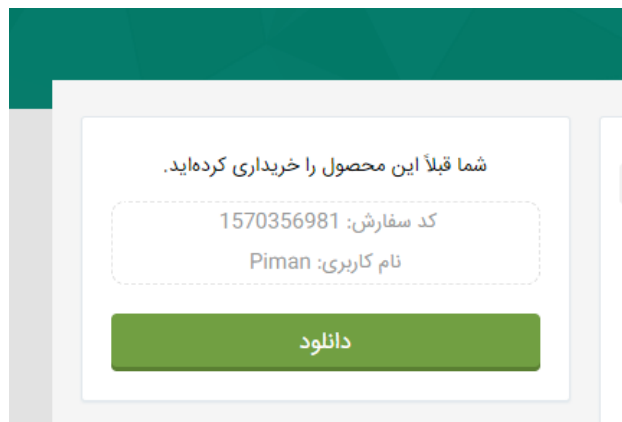 شما قبلاً این محصول را خریداری کرده‌اید.
کد سفارش: 1570356981
نام کاربری: Piman
دانلود